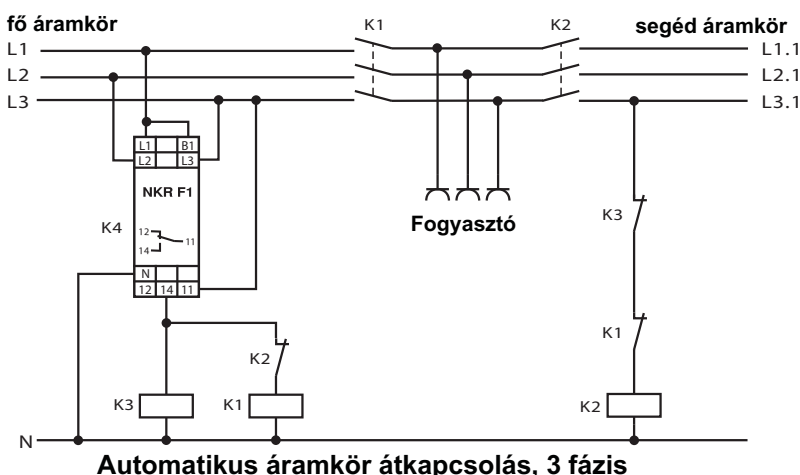 fő áramkör K1 K2 segéd áramkör
L1 L1.1
L2 L2.1
L3 L3.1
L1 B1
L2 L3
NKR F1
Fogyasztó
K3
K4
12 11
14
N
12 14 11
K1
K2
K3 K1 K2
N
Automatikus áramkör átkapcsolás, 3 fázis